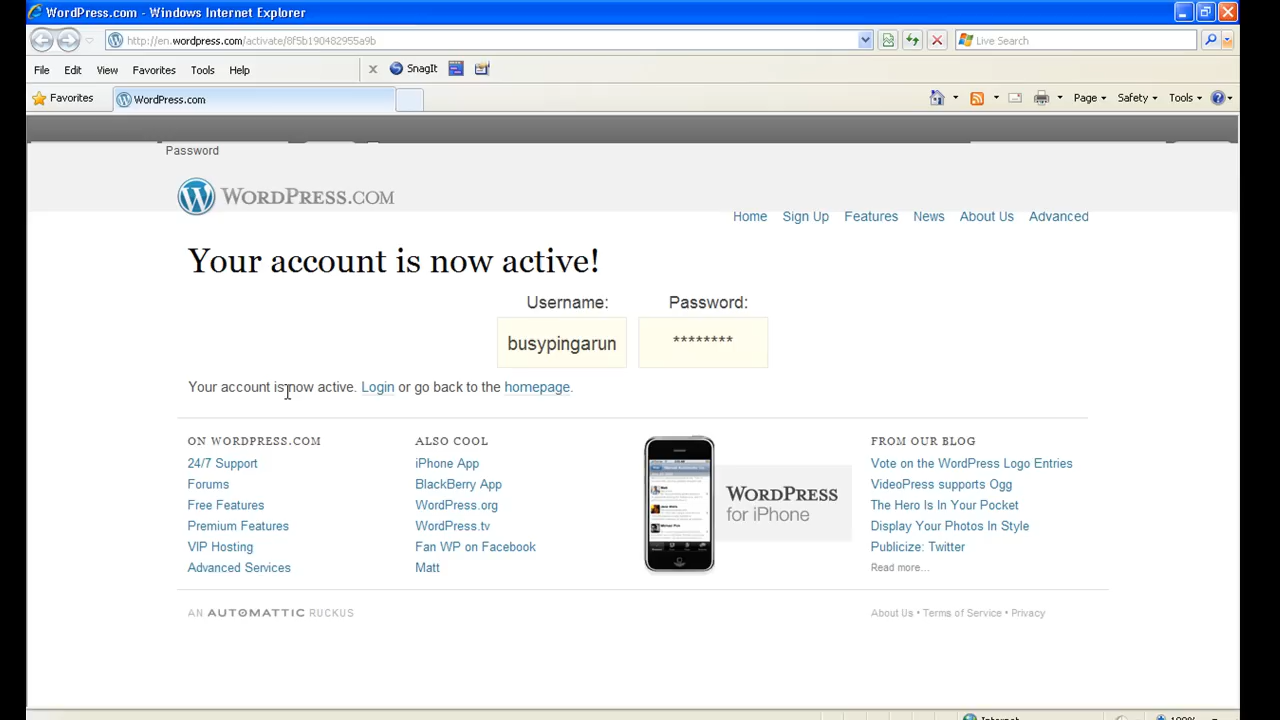 WordPress.com - Windows Internet Explorer
http://en.wordpress.com/activate/8f5b190482955a9b
Live Search
File Edit View Favorites Tools Help
SnagIt
Favorites
WordPress.com
Page
Safety
Tools
Password
WORDPRESS.COM
Home Sign Up Features News About Us Advanced
Your account is now active!
Username: Password:
busypingarun ********
Your account is now active. Login or go back to the homepage.
ON WORDPRESS.COM
24/7 Support
Forums
Free Features
Premium Features
VIP Hosting
Advanced Services
ALSO COOL
iPhone App
BlackBerry App
WordPress.org
WordPress.tv
Fan WP on Facebook
Matt
WORDPRESS
for iPhone
FROM OUR BLOG
Vote on the WordPress Logo Entries
VideoPress supports Ogg
The Hero Is In Your Pocket
Display Your Photos In Style
Publicize: Twitter
Read more...
AN AUTOMATTIC RUCKUS
About Us • Terms of Service • Privacy